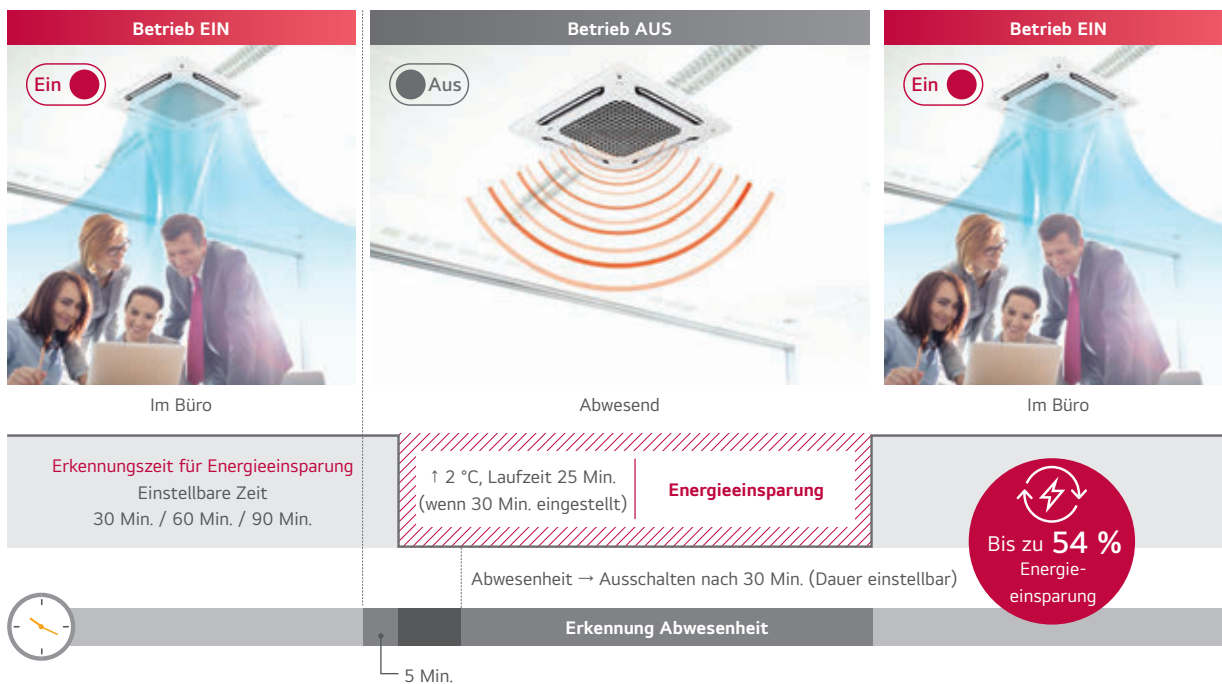 Betrieb EIN
Betrieb AUS
Betrieb EIN
Ein
Aus
Ein
Im Büro
Abwesend
Im Büro
Erkennungszeit für Energieeinsparung
Einstellbare Zeit
30 Min. / 60 Min. / 90 Min.
↑ 2 °C, Laufzeit 25 Min.
(wenn 30 Min. eingestellt)
Energieeinsparung
Bis zu 54 %
Energie-
einsparung
Abwesenheit → Ausschalten nach 30 Min. (Dauer einstellbar)
Erkennung Abwesenheit
5 Min.